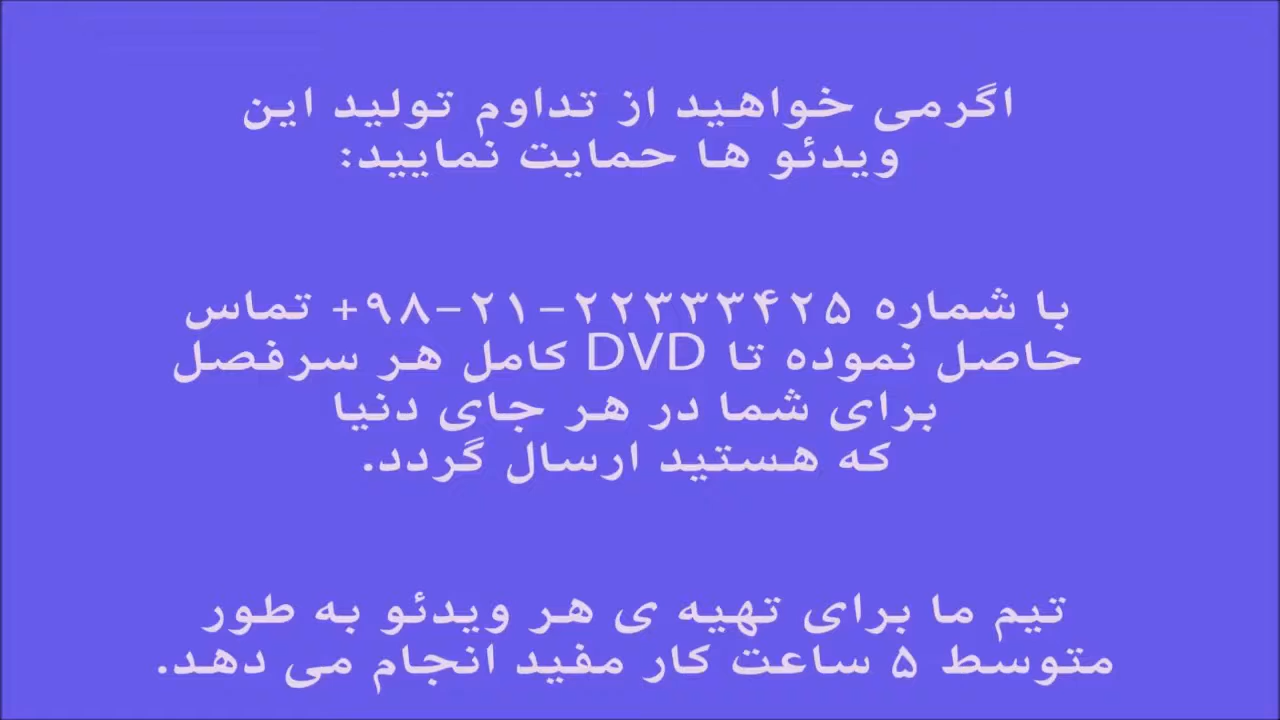 اگرمی خواهید از تداوم تولید این
ویدئو ها حمایت نمایید:
با شماره ۲۲۳۳۳۴۲۵-۲۱-۹۸+ تماس
حاصل نموده تا DVD کامل هر سرفصل
برای شما در هر جای دنیا
که هستید ارسال گردد.
تیم ما برای تهیه ی هر ویدئو به طور
متوسط ۵ ساعت کار مفید انجام می دهد.